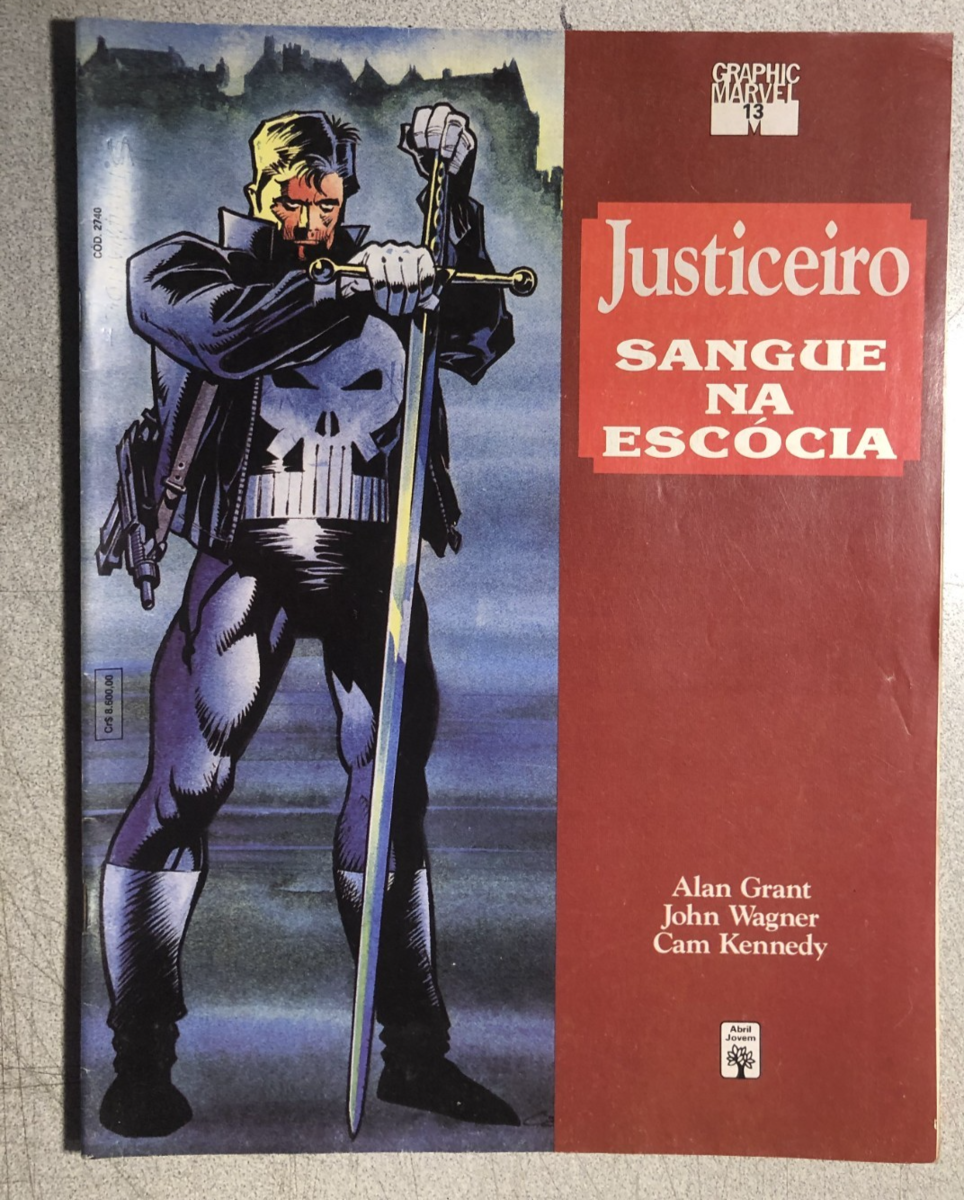 GRAPHIC
MARVEL
13
Justiceiro
SANGUE
NA
ESCÓCIA
CÓD. 2740
Cr$ 8.600,00
Alan Grant
John Wagner
Cam Kennedy
Abril
Jovem